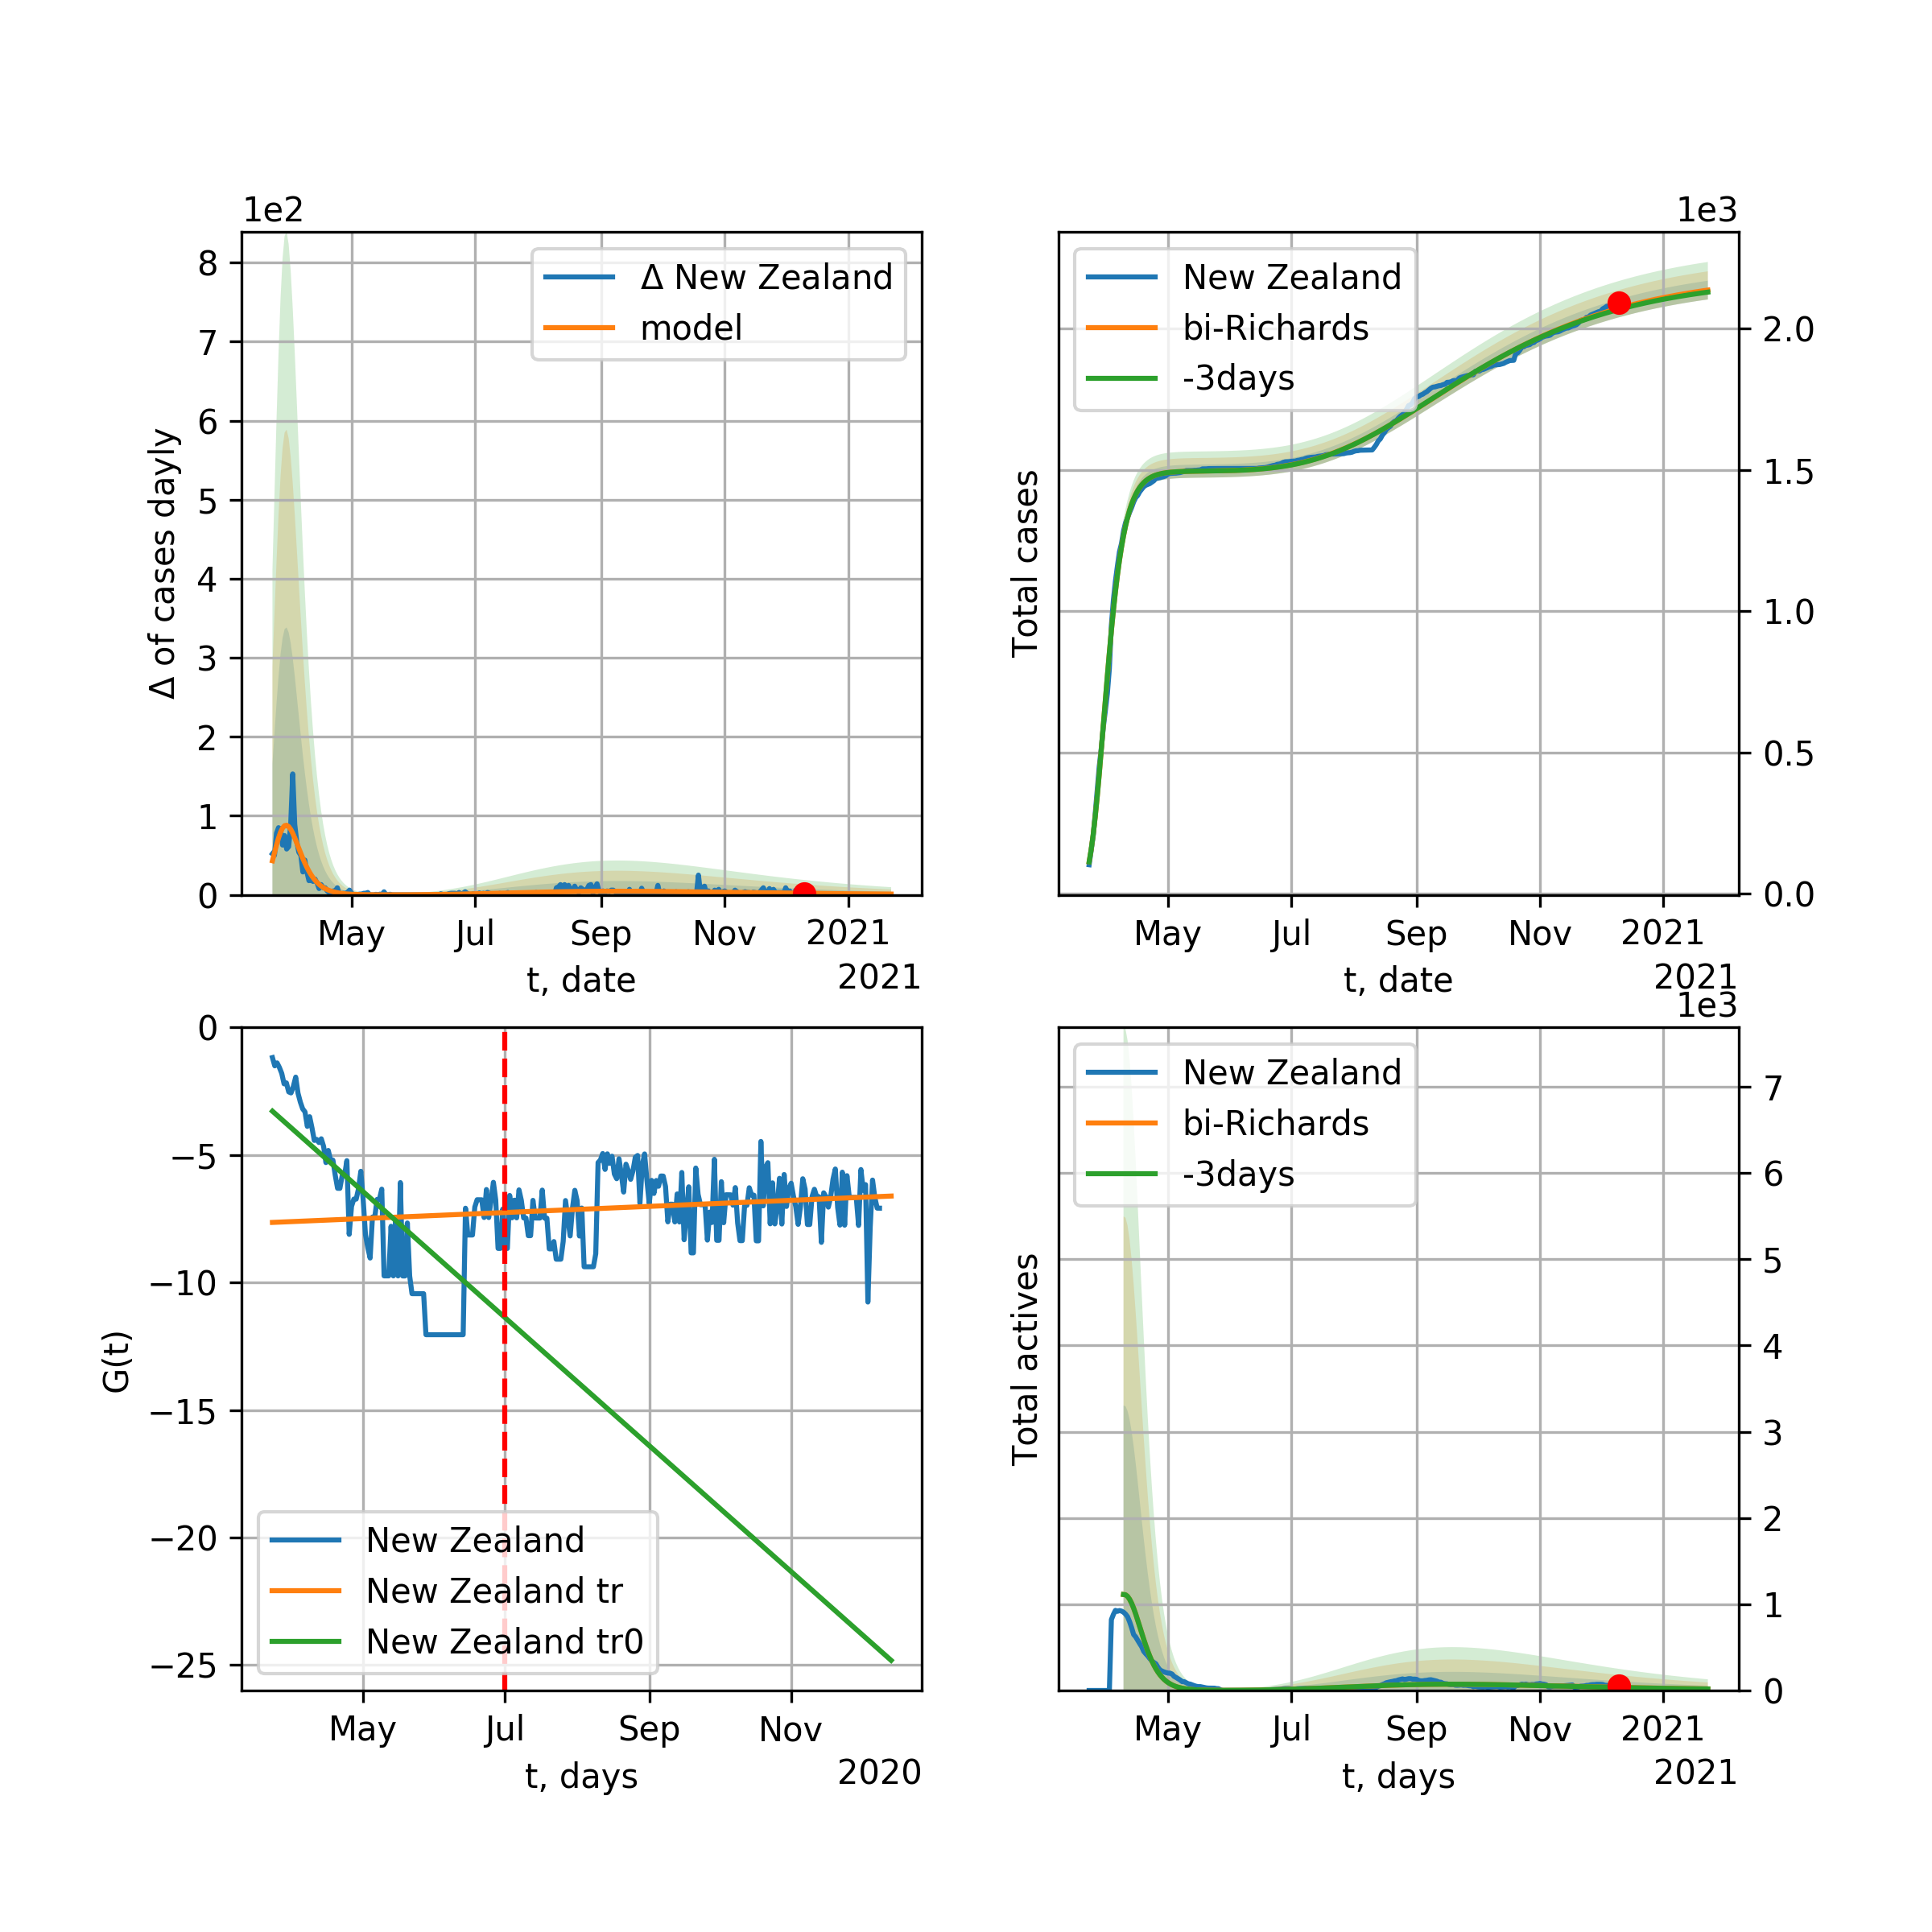 1e2
8
7
6
5
4
3
2
1
0
Δ of cases dayly
Δ New Zealand
model
May Jul Sep Nov 2021
t, date
2021
1e3
New Zealand
bi-Richards
-3days
Total cases
2.0
1.5
1.0
0.5
0.0
May Jul Sep Nov 2021
t, date
2021
0
−5
−10
−15
−20
−25
G(t)
New Zealand
New Zealand tr
New Zealand tr0
May Jul Sep Nov
t, days
2020
1e3
New Zealand
bi-Richards
-3days
Total actives
7
6
5
4
3
2
1
0
May Jul Sep Nov 2021
t, days
2021